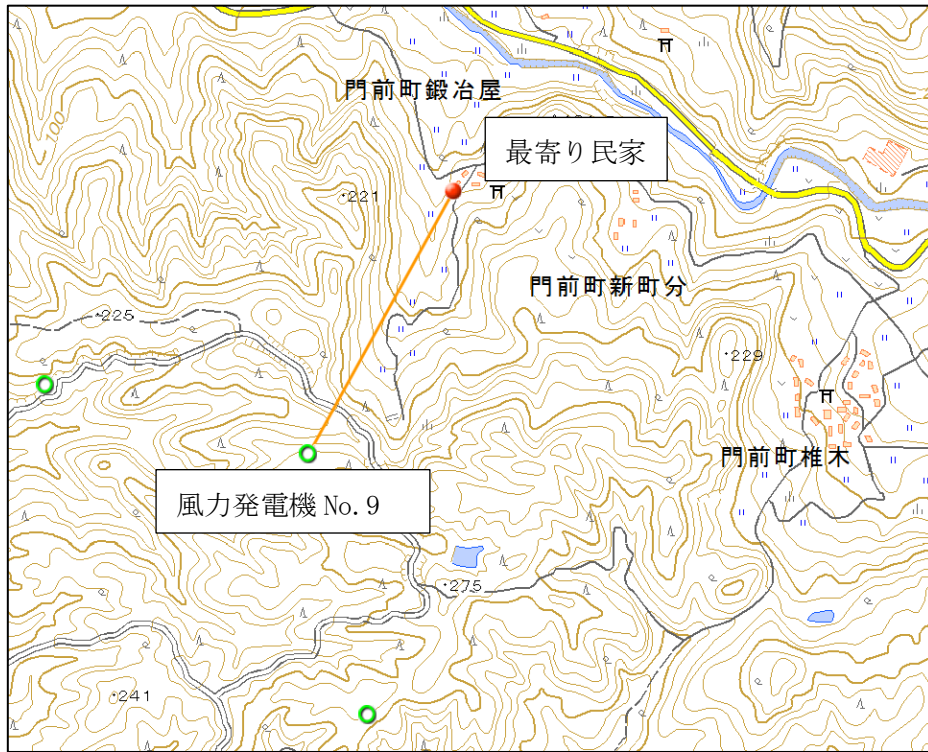 門前町鍛冶屋
最寄り民家
・221
門前町新町分
・225
・229
門前町椎木
風力発電機 No.9
・275
・241
100